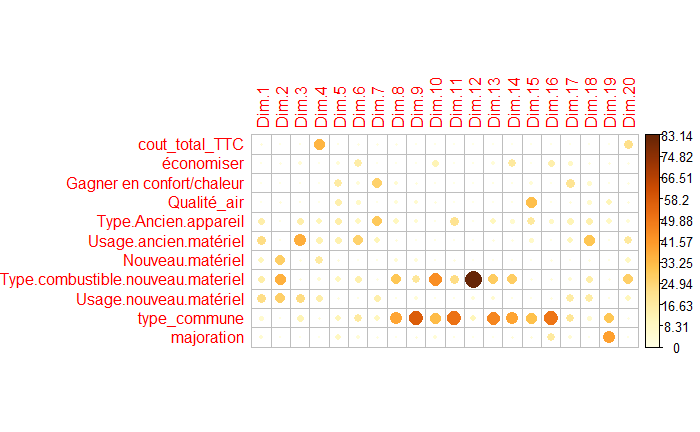 Dim.1 Dim.2 Dim.3 Dim.4 Dim.5 Dim.6 Dim.7 Dim.8 Dim.9 Dim.10 Dim.11 Dim.12 Dim.13 Dim.14 Dim.15 Dim.16 Dim.17 Dim.18 Dim.19 Dim.20
cout_total_TTC
économiser
Gagner en confort/chaleur
Qualité_air
Type.Ancien.appareil
Usage.ancien.matériel
Nouveau.matériel
Type.combustible.nouveau.materiel
Usage.nouveau.matériel
type_commune
majoration
83.14
74.82
66.51
58.2
49.88
41.57
33.25
24.94
16.63
8.31
0